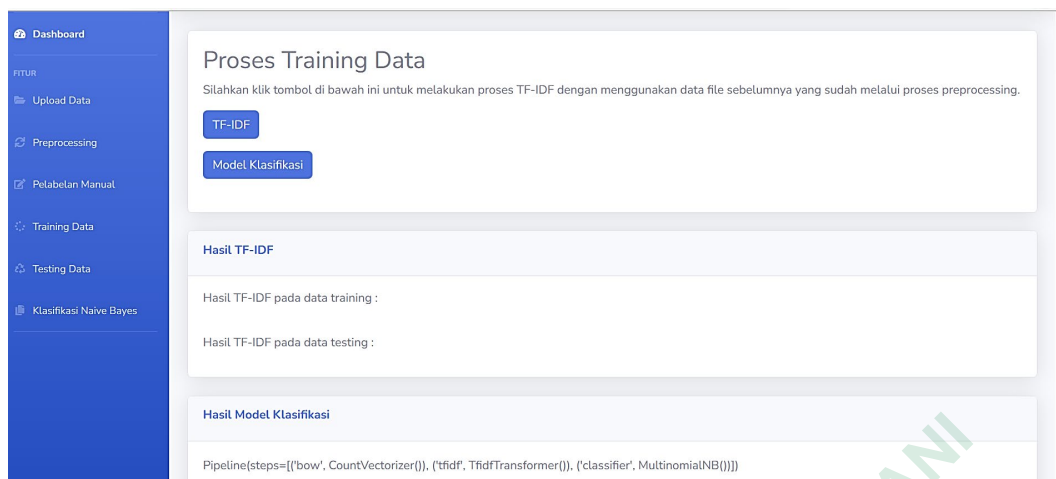 Dashboard
FITUR
Upload Data
Preprocessing
Pelabelan Manual
Training Data
Testing Data
Klasifikasi Naive Bayes
Proses Training Data
Silahkan klik tombol di bawah ini untuk melakukan proses TF-IDF dengan menggunakan data file sebelumnya yang sudah melalui proses preprocessing.
TF-IDF
Model Klasifikasi
Hasil TF-IDF
Hasil TF-IDF pada data training :
Hasil TF-IDF pada data testing :
Hasil Model Klasifikasi
Pipeline(steps=[('bow', CountVectorizer()), ('tfidf', TfidfTransformer()), ('classifier', MultinomialNB())])